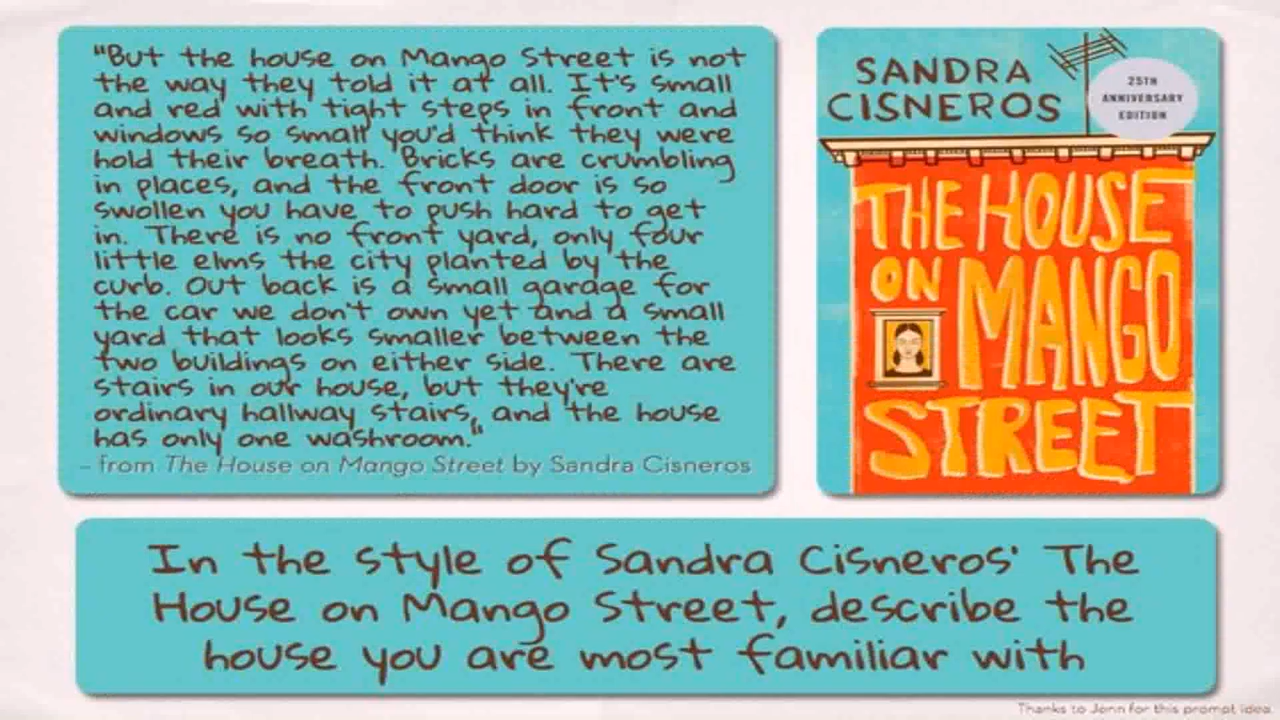 "But the house on Mango Street is not
the way they told it at all. It's small
and red with tight steps in front and
windows so small you'd think they were
hold their breath. Bricks are crumbling
in places, and the front door is so
swollen you have to push hard to get
in. There is no front yard, only four
little elms the city planted by the
curb. Out back is a small garage for
the car we don't own yet and a small
yard that looks smaller between the
two buildings on either side. There are
stairs in our house, but they're
ordinary hallway stairs, and the house
has only one washroom."
- from The House on Mango Street by Sandra Cisneros
SANDRA
CISNEROS
25TH
ANNIVERSARY
EDITION
THE HOUSE
ON MANGO
STREET
In the style of Sandra Cisneros' The
House on Mango Street, describe the
house you are most familiar with
Thanks to Jenn for this prompt idea.